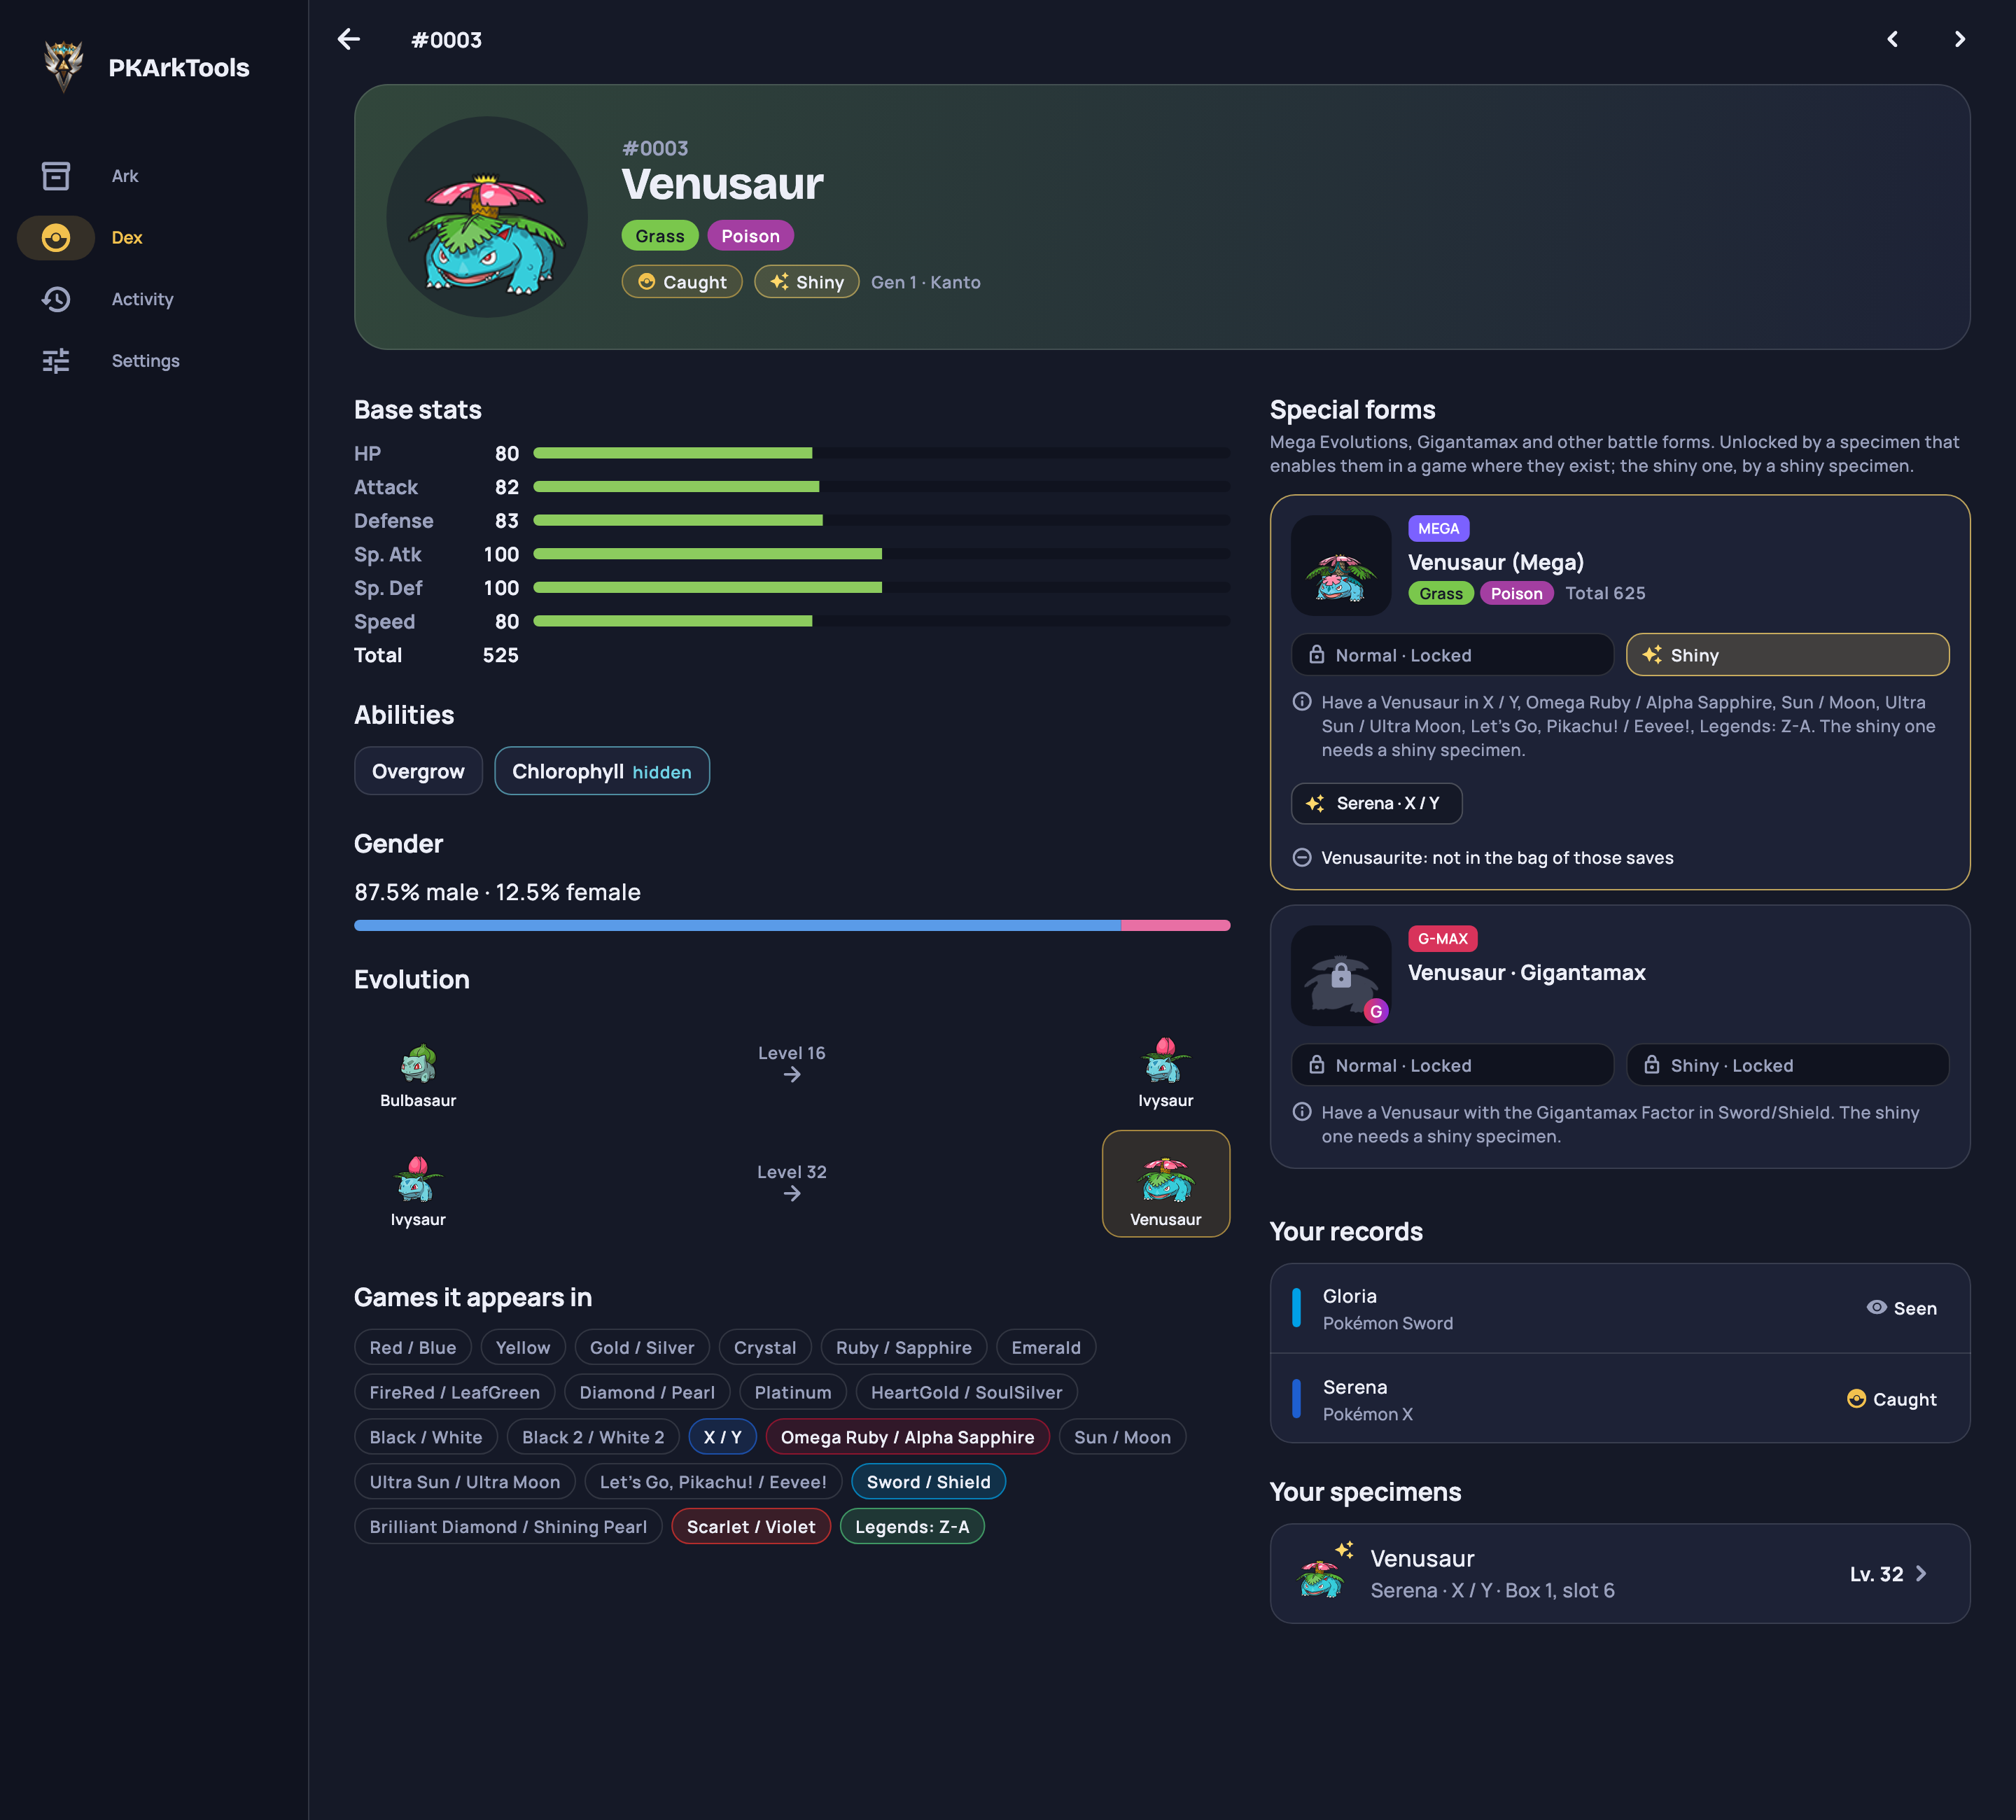 PKArkTools
Ark
Dex
Activity
Settings
#0003
#0003
Venusaur
Grass Poison
Caught Shiny Gen 1 · Kanto
Base stats
HP 80
Attack 82
Defense 83
Sp. Atk 100
Sp. Def 100
Speed 80
Total 525
Abilities
Overgrow Chlorophyll hidden
Gender
87.5% male · 12.5% female
Evolution
Level 16
Bulbasaur Ivysaur
Level 32
Ivysaur Venusaur
Games it appears in
Red / Blue Yellow Gold / Silver Crystal Ruby / Sapphire Emerald
FireRed / LeafGreen Diamond / Pearl Platinum HeartGold / SoulSilver
Black / White Black 2 / White 2 X / Y Omega Ruby / Alpha Sapphire Sun / Moon
Ultra Sun / Ultra Moon Let's Go, Pikachu! / Eevee! Sword / Shield
Brilliant Diamond / Shining Pearl Scarlet / Violet Legends: Z-A
Special forms
Mega Evolutions, Gigantamax and other battle forms. Unlocked by a specimen that
enables them in a game where they exist; the shiny one, by a shiny specimen.
MEGA
Venusaur (Mega)
Grass Poison Total 625
Normal · Locked Shiny
Have a Venusaur in X / Y, Omega Ruby / Alpha Sapphire, Sun / Moon, Ultra
Sun / Ultra Moon, Let's Go, Pikachu! / Eevee!, Legends: Z-A. The shiny one
needs a shiny specimen.
Serena · X / Y
Venusaurite: not in the bag of those saves
G-MAX
Venusaur · Gigantamax
G
Normal · Locked Shiny · Locked
Have a Venusaur with the Gigantamax Factor in Sword/Shield. The shiny
one needs a shiny specimen.
Your records
Gloria
Pokémon Sword
Seen
Serena
Pokémon X
Caught
Your specimens
Venusaur
Serena · X / Y · Box 1, slot 6
Lv. 32